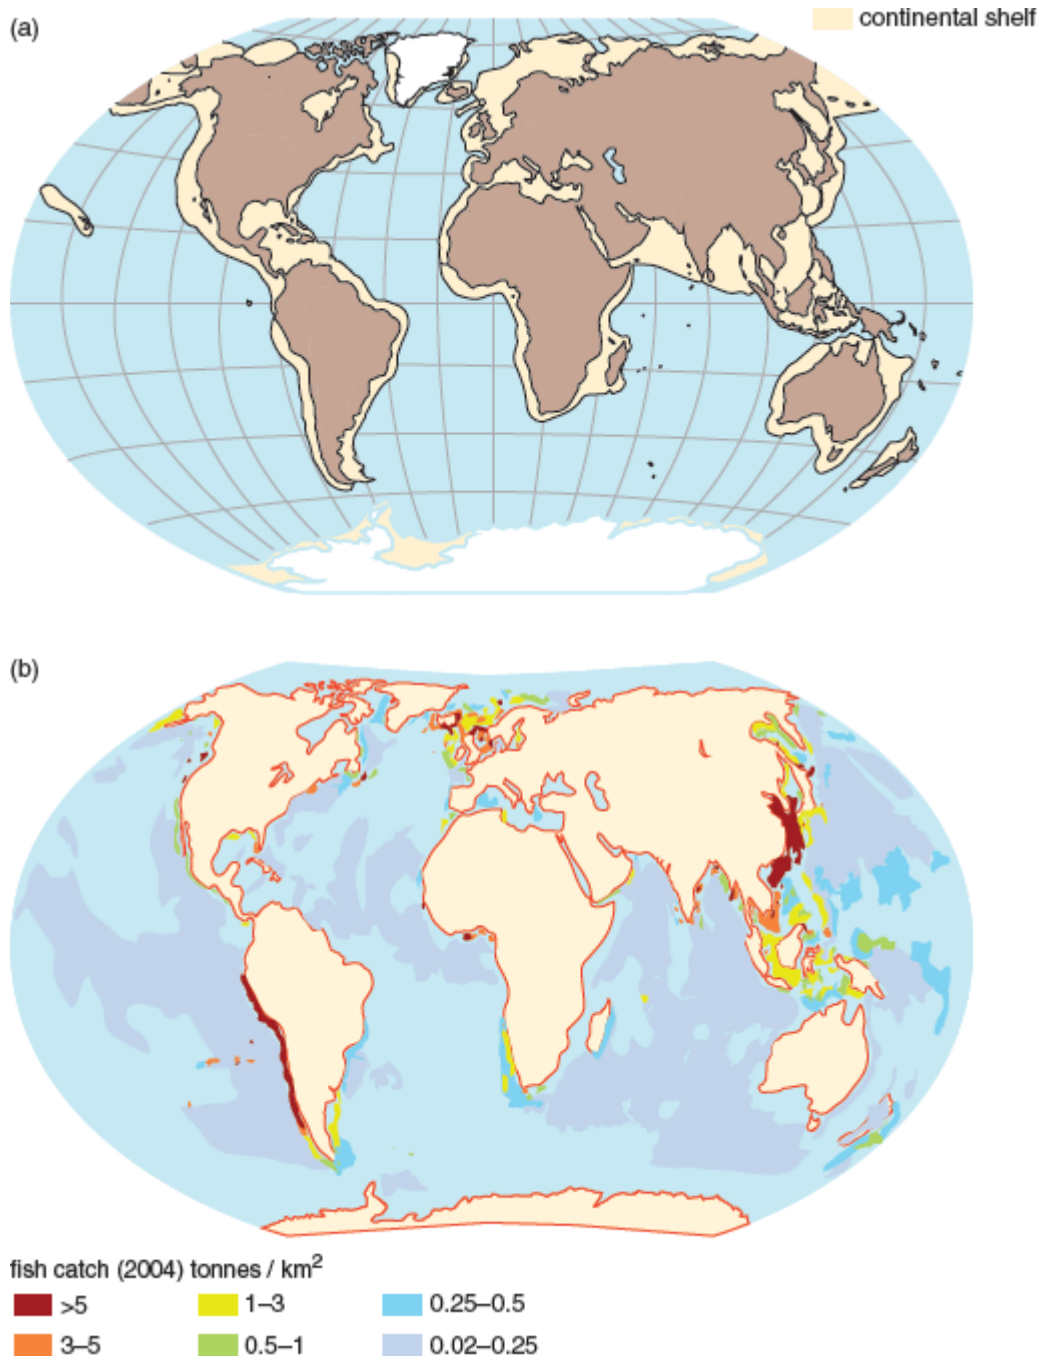 (a)
continental shelf
(b)
fish catch (2004) tonnes / km²
>5
1–3
0.25–0.5
3–5
0.5–1
0.02–0.25